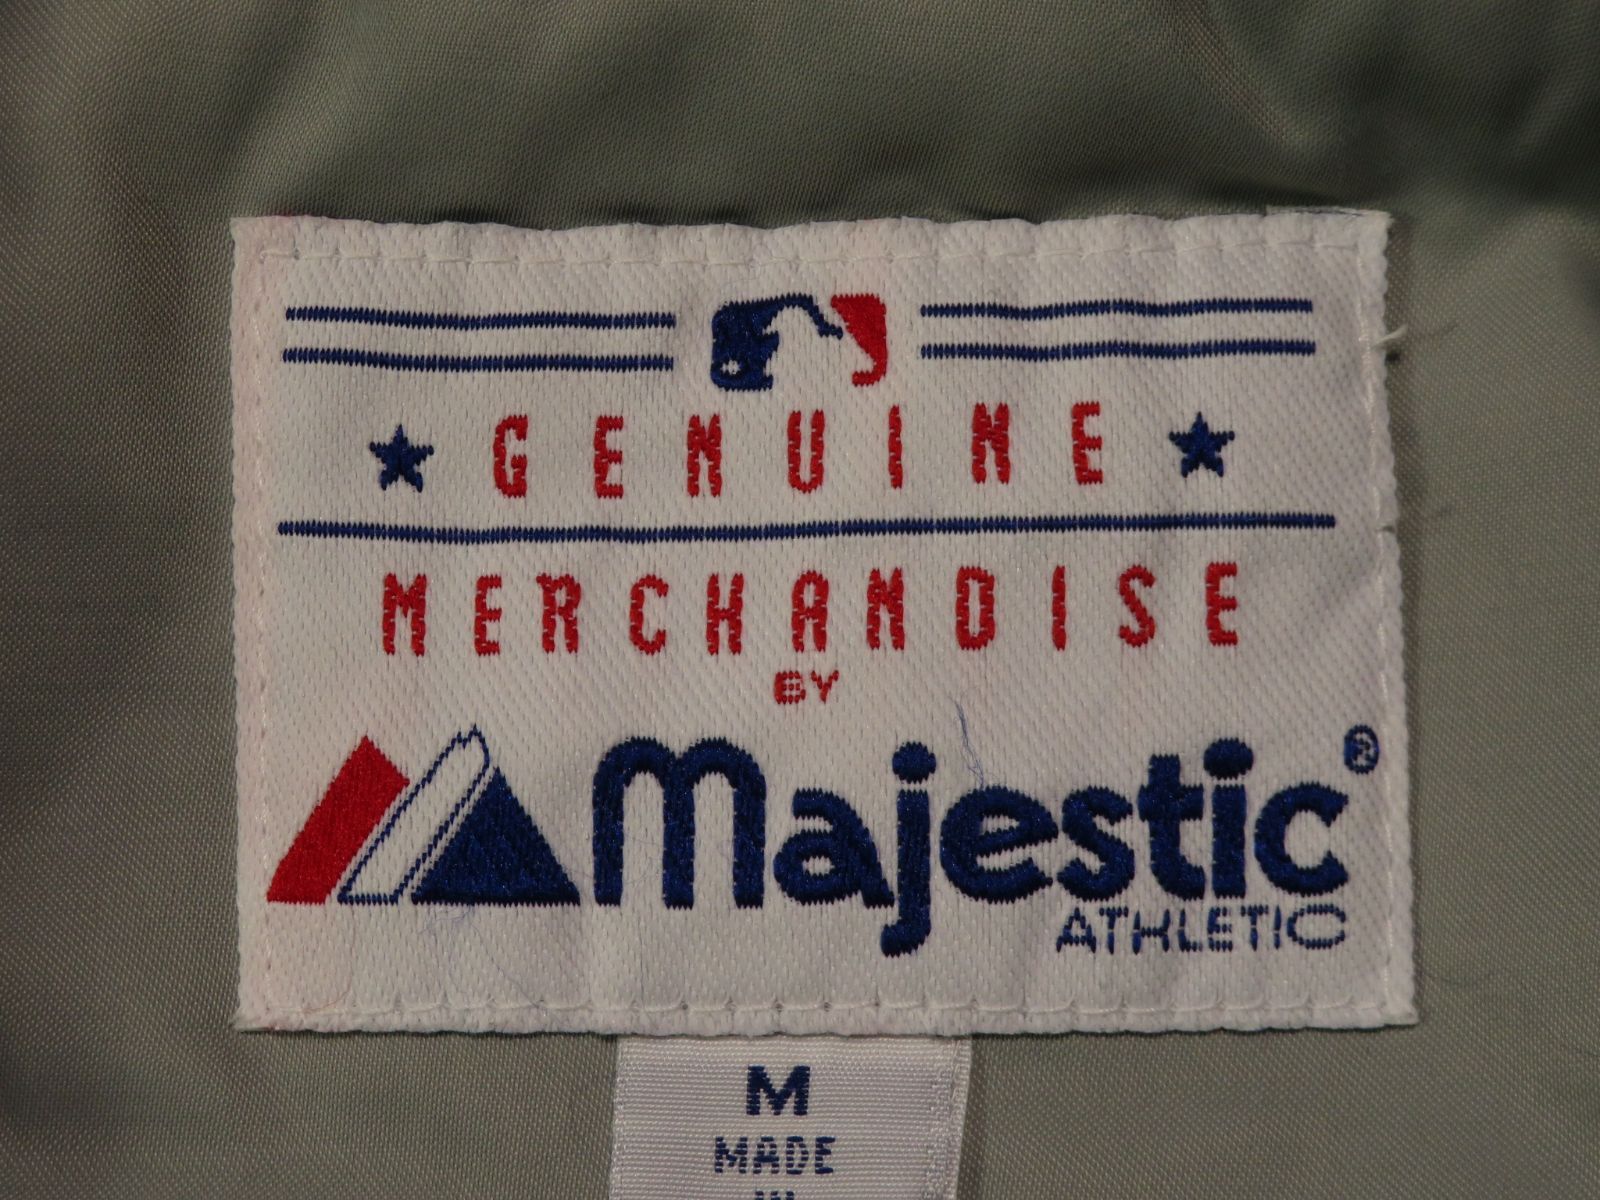 GENUINE
MERCHANDISE
BY
Majestic®
ATHLETIC
M
MADE